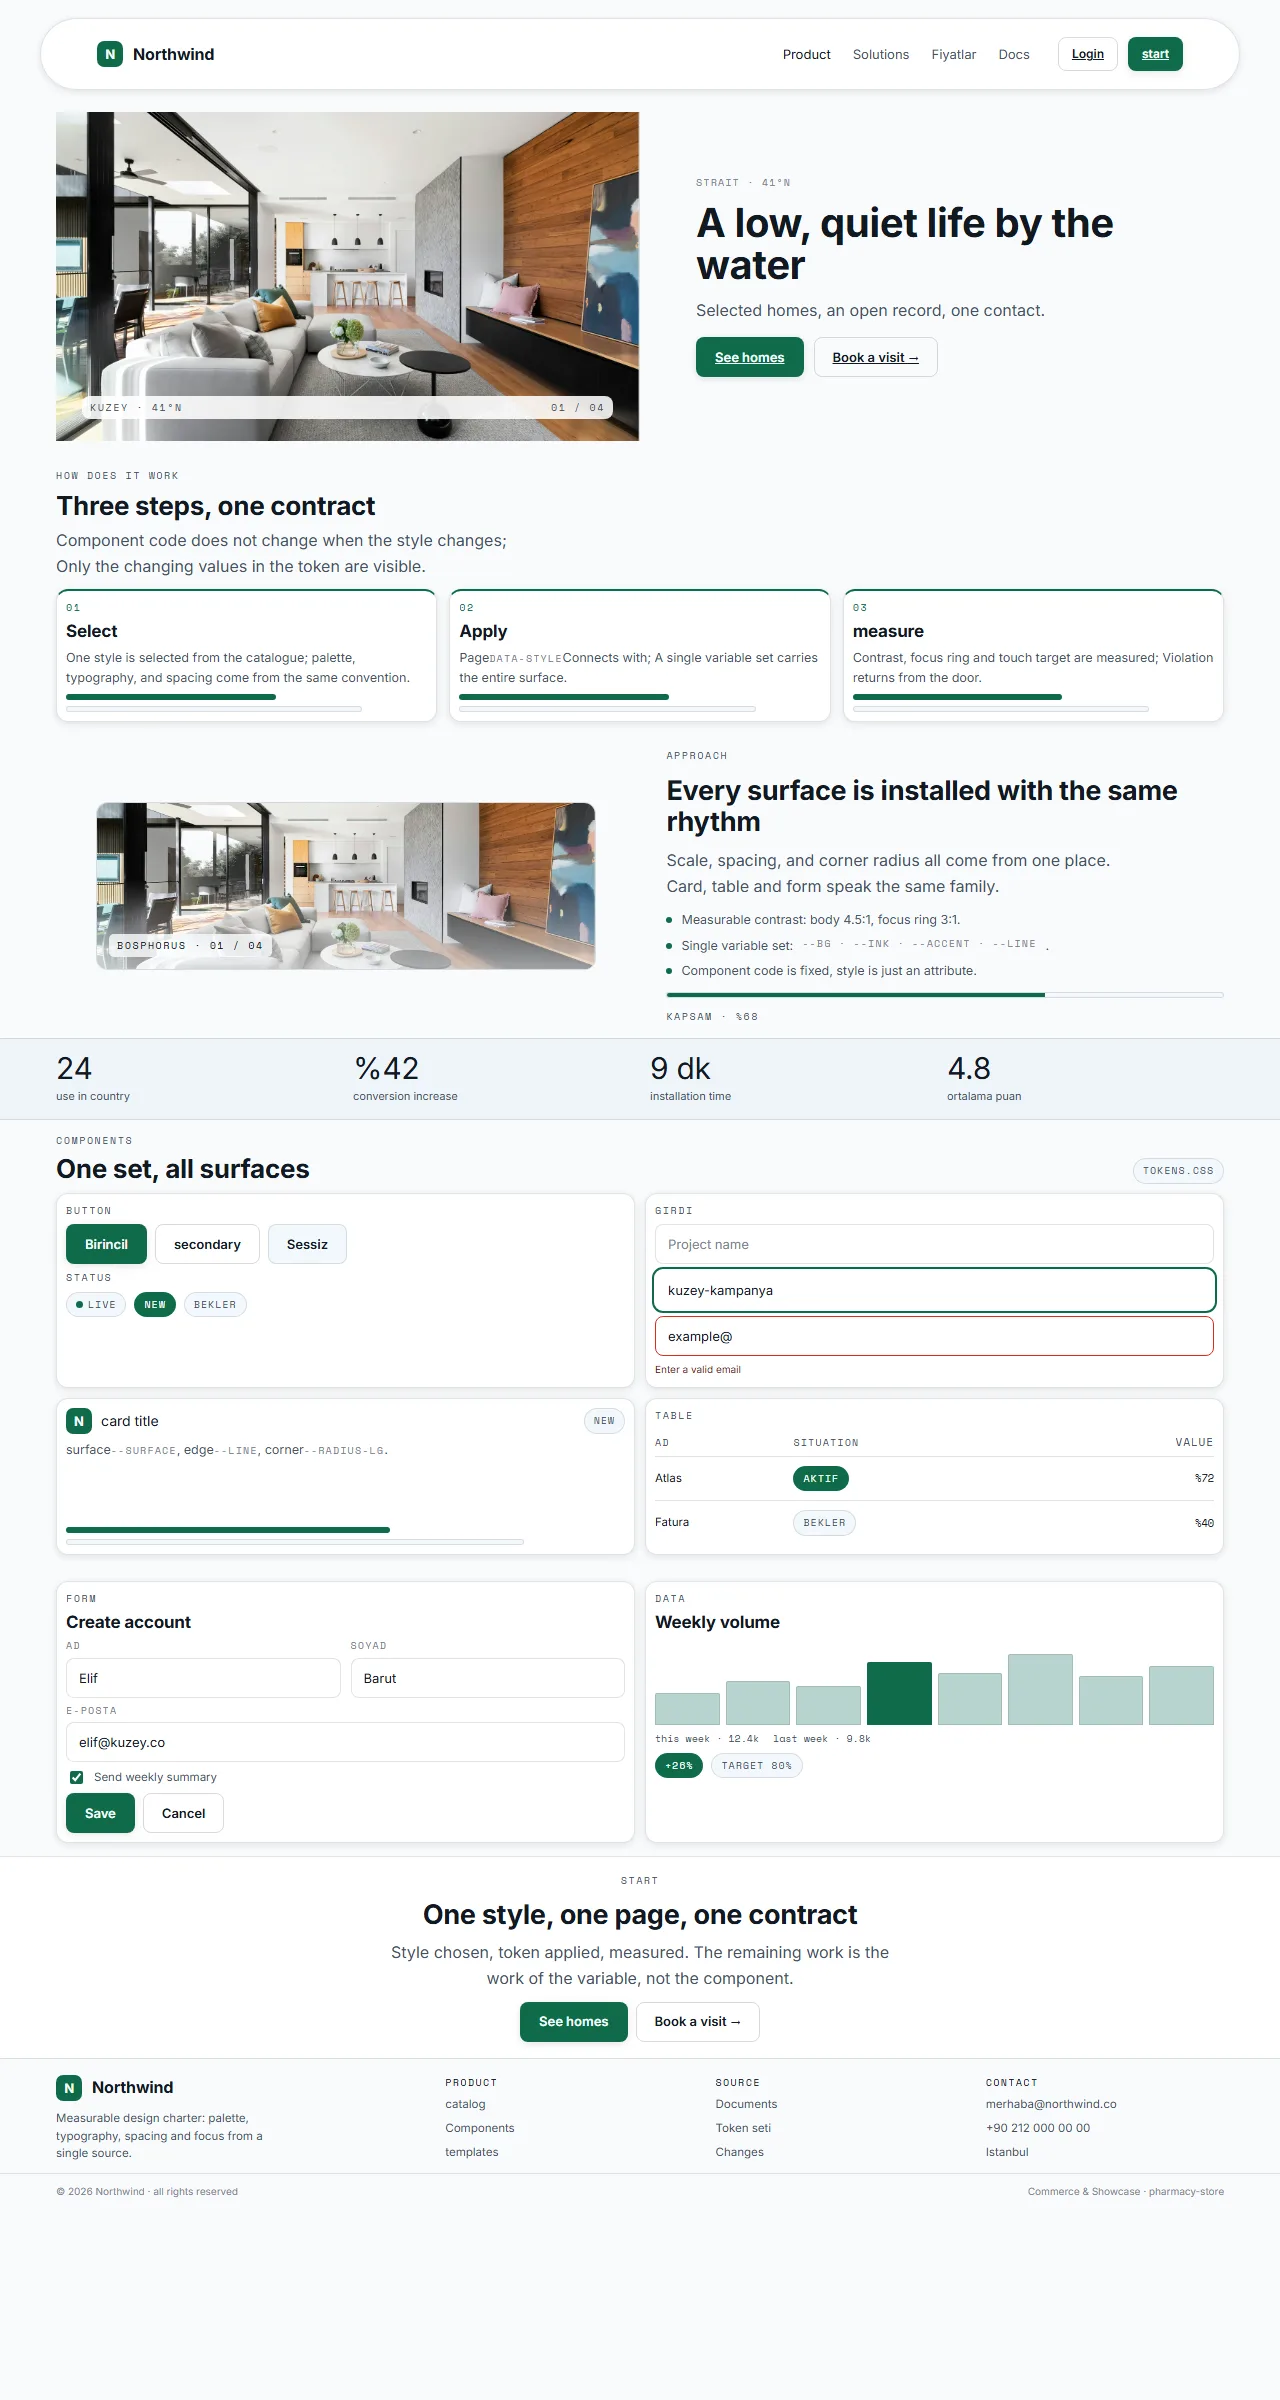 N Northwind
Product Solutions Fiyatlar Docs Login start
STRAIT · 41°N
A low, quiet life by the
water
Selected homes, an open record, one contact.
See homes Book a visit →
KUZEY · 41°N 01 / 04
HOW DOES IT WORK
Three steps, one contract
Component code does not change when the style changes;
Only the changing values in the token are visible.
01
Select
One style is selected from the catalogue; palette,
typography, and spacing come from the same convention.
02
Apply
PageDATA-STYLEConnects with; A single variable set carries
the entire surface.
03
measure
Contrast, focus ring and touch target are measured; Violation
returns from the door.
BOSPHORUS · 01 / 04
APPROACH
Every surface is installed with the same
rhythm
Scale, spacing, and corner radius all come from one place.
Card, table and form speak the same family.
Measurable contrast: body 4.5:1, focus ring 3:1.
Single variable set: --BG · --INK · --ACCENT · --LINE .
Component code is fixed, style is just an attribute.
KAPSAM · %68
24
use in country
%42
conversion increase
9 dk
installation time
4.8
ortalama puan
COMPONENTS
One set, all surfaces
TOKENS.CSS
BUTTON
Birincil secondary Sessiz
STATUS
LIVE NEW BEKLER
GIRDI
Project name
kuzey-kampanya
example@
Enter a valid email
N card title NEW
surface--SURFACE, edge--LINE, corner--RADIUS-LG.
TABLE
AD SITUATION VALUE
Atlas AKTIF %72
Fatura BEKLER %40
FORM
Create account
AD SOYAD
Elif Barut
E-POSTA
elif@kuzey.co
Send weekly summary
Save Cancel
DATA
Weekly volume
this week · 12.4k last week · 9.8k
+26% TARGET 80%
START
One style, one page, one contract
Style chosen, token applied, measured. The remaining work is the
work of the variable, not the component.
See homes Book a visit →
N Northwind
Measurable design charter: palette,
typography, spacing and focus from a
single source.
PRODUCT
catalog
Components
templates
SOURCE
Documents
Token seti
Changes
CONTACT
merhaba@northwind.co
+90 212 000 00 00
Istanbul
© 2026 Northwind · all rights reserved
Commerce & Showcase · pharmacy-store